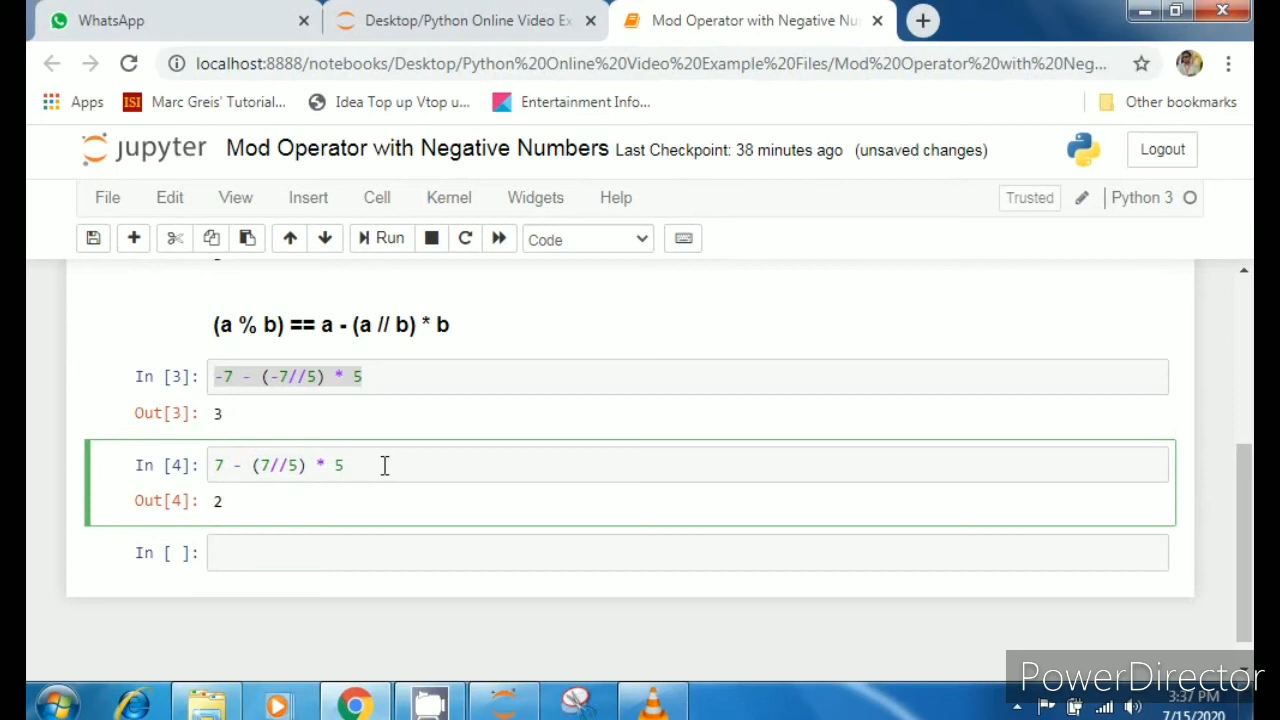 WhatsApp
Desktop/Python Online Video Ex
Mod Operator with Negative Nu
localhost:8888/notebooks/Desktop/Python%20Online%20Video%20Example%20Files/Mod%20Operator%20with%20Neg...
Apps
ISI Marc Greis' Tutorial...
Idea Top up Vtop u...
Entertainment Info...
Other bookmarks
jupyter Mod Operator with Negative Numbers Last Checkpoint: 38 minutes ago (unsaved changes)
Logout
File Edit View Insert Cell Kernel Widgets Help
Trusted
Python 3
Run
Code
(a % b) == a - (a // b) * b
In [3]: -7 - (-7//5) * 5
Out[3]: 3
In [4]: 7 - (7//5) * 5
Out[4]: 2
In [ ]:
PowerDirector
3:37 PM
7/15/2020